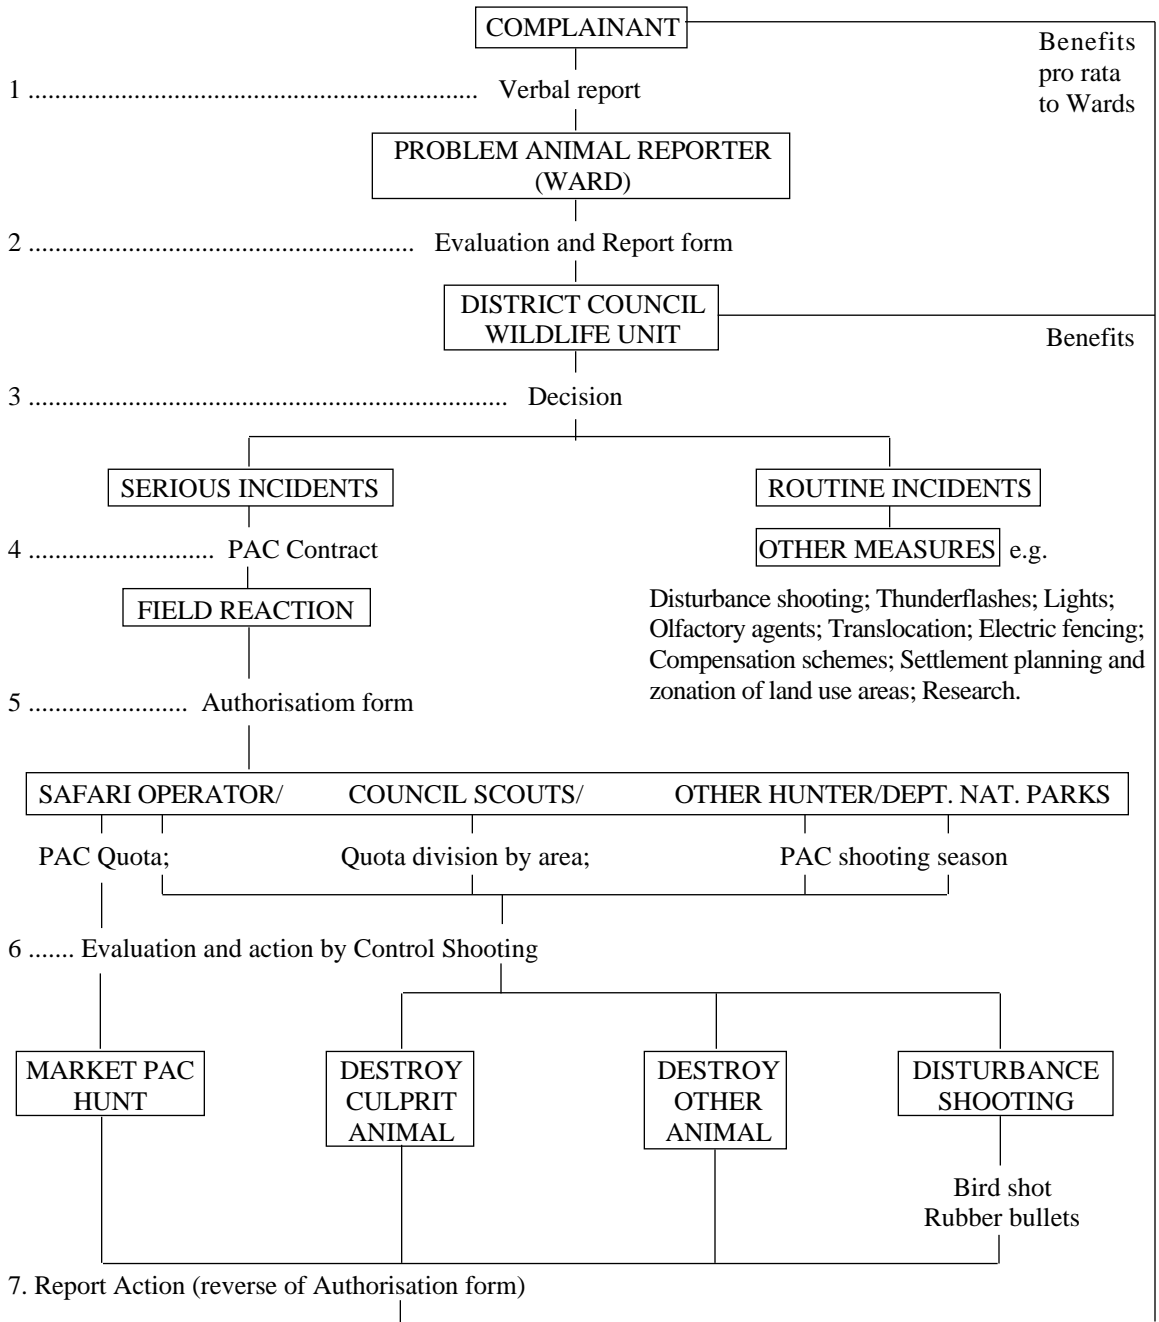 COMPLAINANT
Benefits
pro rata
to Wards
1 .................................................................... Verbal report
PROBLEM ANIMAL REPORTER
(WARD)
2 .......................................................... Evaluation and Report form
DISTRICT COUNCIL
WILDLIFE UNIT
Benefits
3 ........................................................................ Decision
SERIOUS INCIDENTS
ROUTINE INCIDENTS
4 ............................ PAC Contract
OTHER MEASURES e.g.
FIELD REACTION
Disturbance shooting; Thunderflashes; Lights;
Olfactory agents; Translocation; Electric fencing;
Compensation schemes; Settlement planning and
zonation of land use areas; Research.
5 ........................ Authorisatiom form
SAFARI OPERATOR/ COUNCIL SCOUTS/ OTHER HUNTER/DEPT. NAT. PARKS
PAC Quota; Quota division by area; PAC shooting season
6 ....... Evaluation and action by Control Shooting
MARKET PAC
HUNT
DESTROY
CULPRIT
ANIMAL
DESTROY
OTHER
ANIMAL
DISTURBANCE
SHOOTING
Bird shot
Rubber bullets
7. Report Action (reverse of Authorisation form)